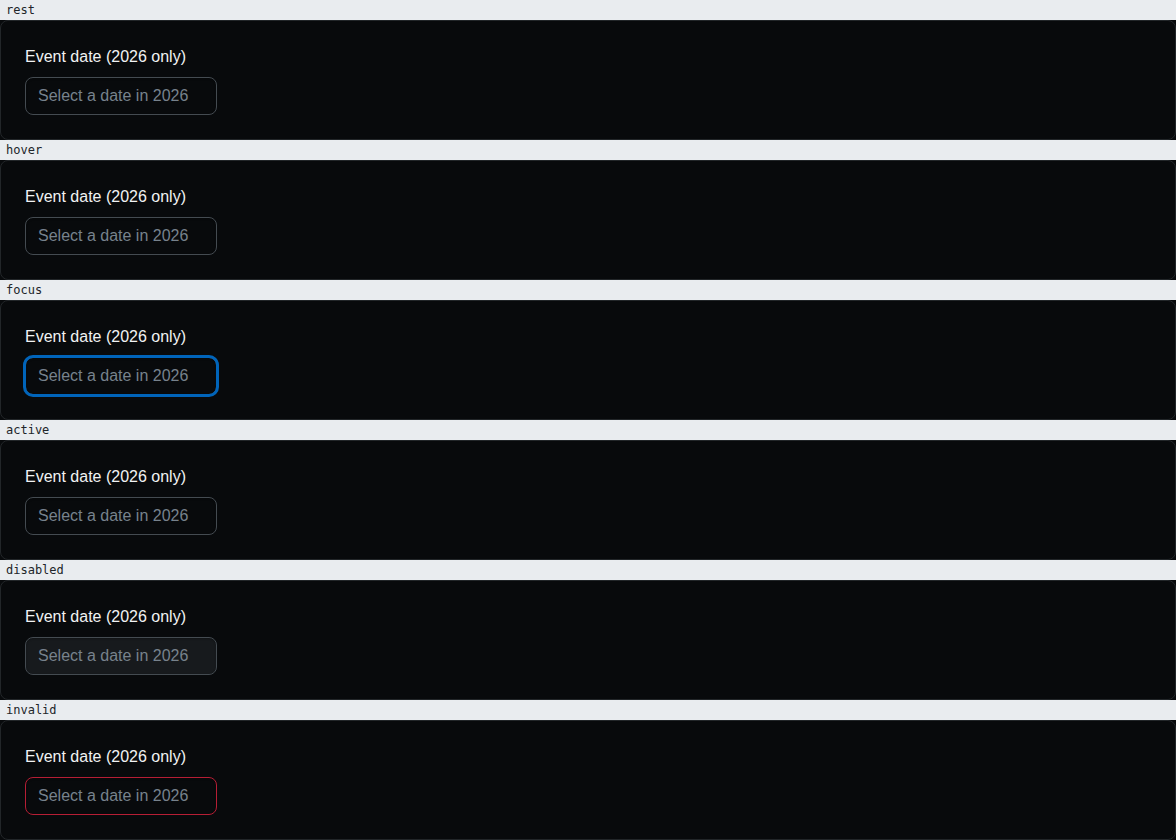 rest
Event date (2026 only)
Select a date in 2026
hover
Event date (2026 only)
Select a date in 2026
focus
Event date (2026 only)
Select a date in 2026
active
Event date (2026 only)
Select a date in 2026
disabled
Event date (2026 only)
Select a date in 2026
invalid
Event date (2026 only)
Select a date in 2026